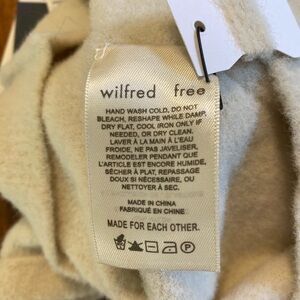 wilfred free
HAND WASH COLD, DO NOT
BLEACH, RESHAPE WHILE DAMP,
DRY FLAT, COOL IRON ONLY IF
NEEDED, OR DRY CLEAN.
LAVER À LA MAIN À L'EAU
FROIDE, NE PAS JAVELISER,
REMODELER PENDANT QUE
L'ARTICLE EST ENCORE HUMIDE,
SÉCHER À PLAT, REPASSAGE
DOUX SI NÉCESSAIRE, OU
NETTOYER À SEC.
MADE IN CHINA
FABRIQUÉ EN CHINE
MADE FOR EACH OTHER.
P